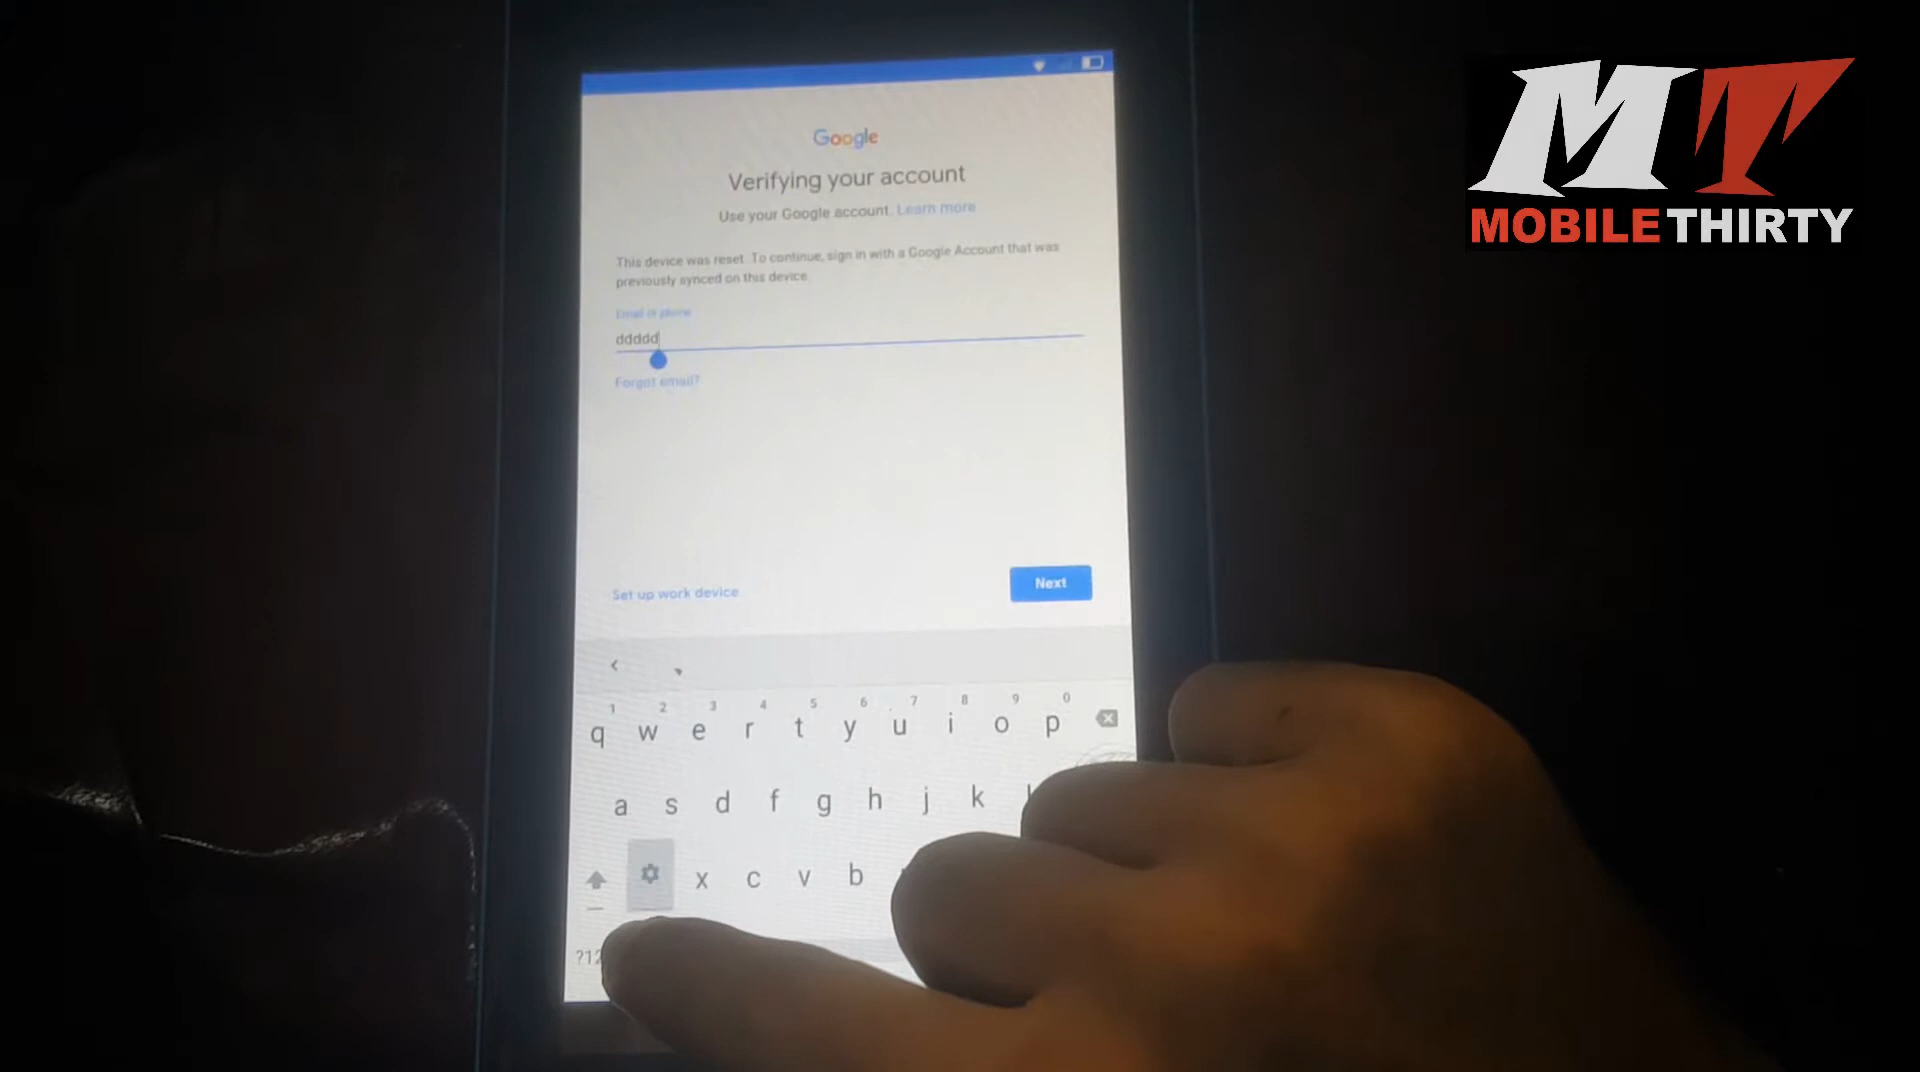 MT
MOBILETHIRTY
Google
Verifying your account
Use your Google account. Learn more
This device was reset. To continue, sign in with a Google Account that was
previously synced on this device.
Email or phone
ddddd
Forgot email?
Set up work device
Next
1 2 3 4 5 6 7 8 9 0
q w e r t y u i o p
a s d f g h j k
x c v b
?12